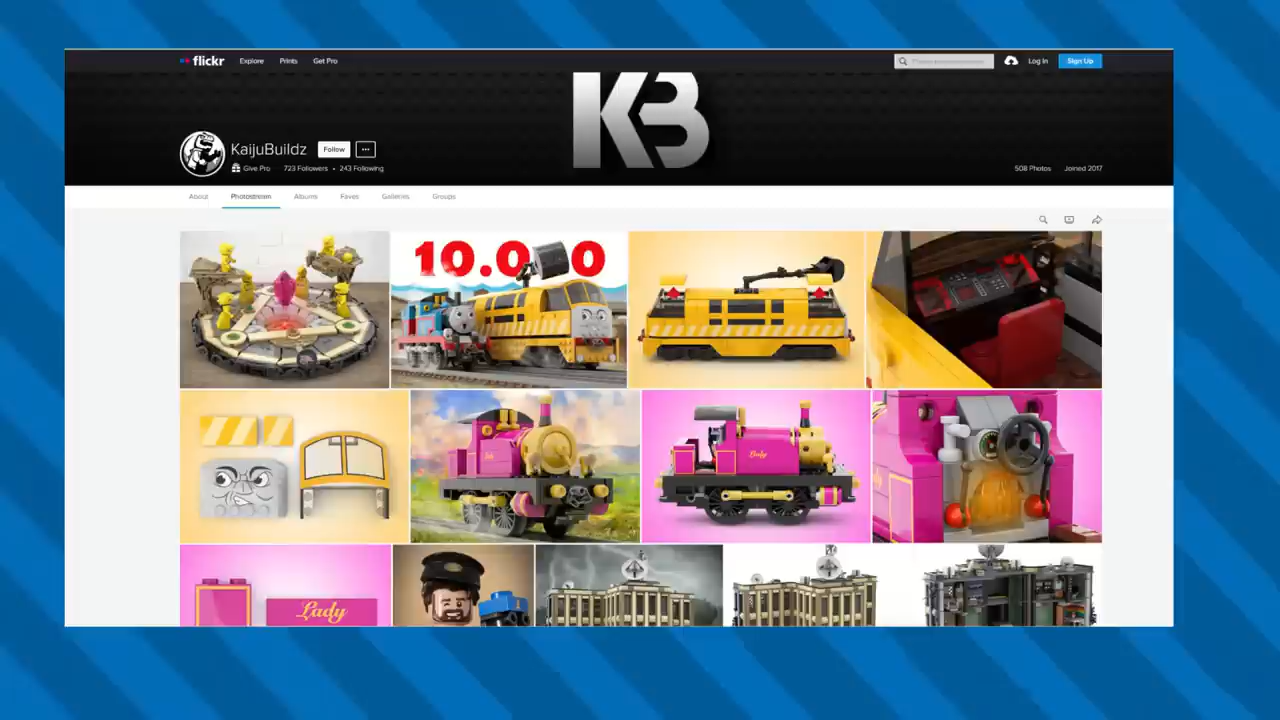 flickr Explore Prints Get Pro Log In Sign Up
KB
KaijuBuildz Follow ...
Give Pro 723 Followers • 243 Following 508 Photos Joined 2017
About Photostream Albums Faves Galleries Groups
10.0 0
Lady
Lady